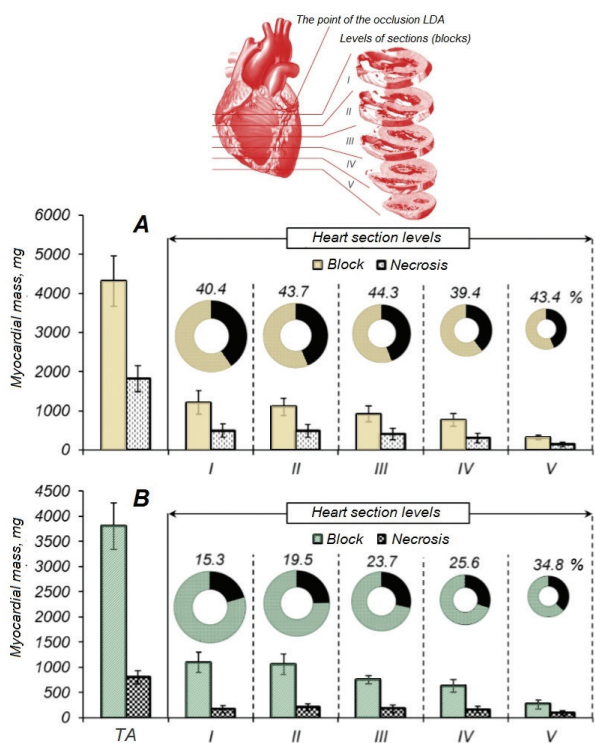 The point of the occlusion LDA
Levels of sections (blocks)
I
II
III
IV
V
A
Myocardial mass, mg
6000
5000
4000
3000
2000
1000
0
Heart section levels
Block Necrosis
40.4 43.7 44.3 39.4 43.4 %
I II III IV V
B
Myocardial mass, mg
4500
4000
3500
3000
2500
2000
1500
1000
500
0
Heart section levels
Block Necrosis
15.3 19.5 23.7 25.6 34.8 %
TA I II III IV V